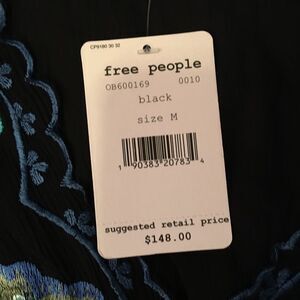 CP9180 30 32
free people
OB600169 0010
black
size M
1 90383 20783 4
suggested retail price
$148.00